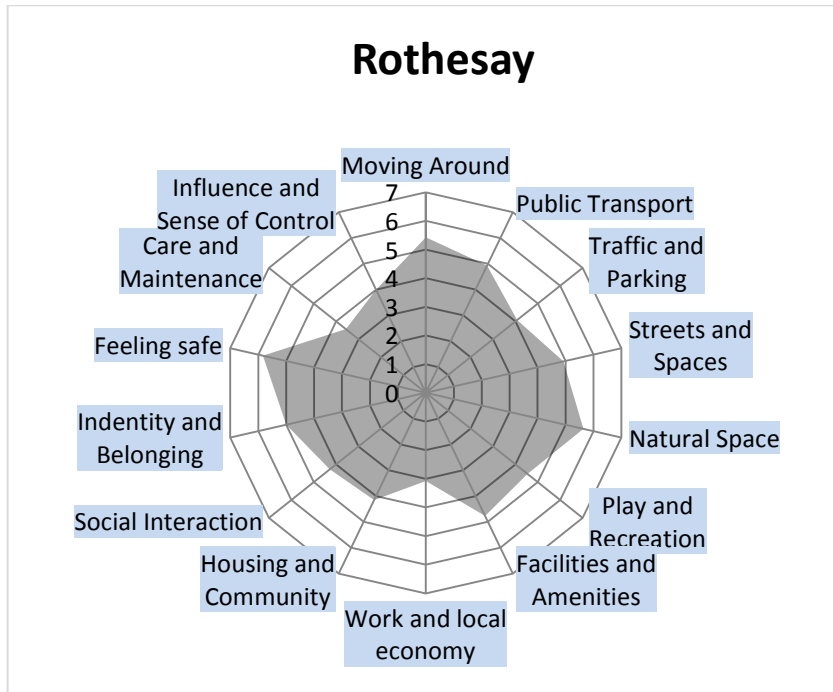 Rothesay
Moving Around
Public Transport
Traffic and
Parking
Streets and
Spaces
Natural Space
Play and
Recreation
Facilities and
Amenities
Work and local
economy
Housing and
Community
Social Interaction
Indentity and
Belonging
Feeling safe
Care and
Maintenance
Influence and
Sense of Control
7
6
5
4
3
2
1
0